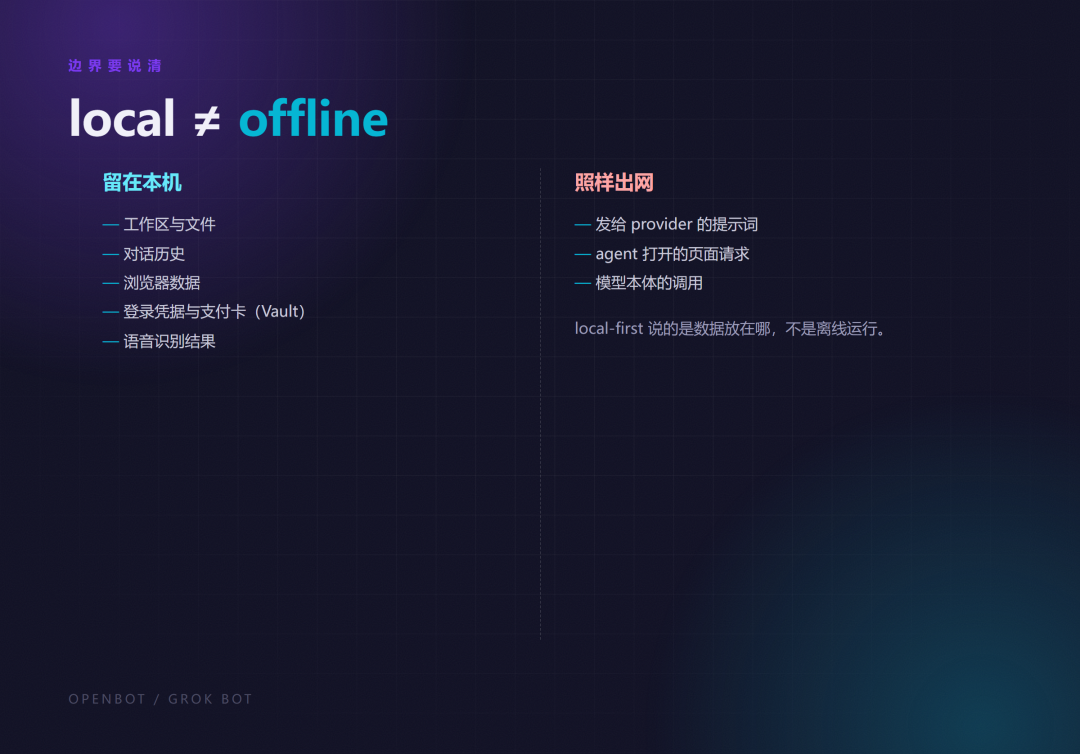 边界要说清
local ≠ offline
留在本机
— 工作区与文件
— 对话历史
— 浏览器数据
— 登录凭据与支付卡（Vault）
— 语音识别结果
照样出网
— 发给 provider 的提示词
— agent 打开的页面请求
— 模型本体的调用
local-first 说的是数据放在哪，不是离线运行。
OPENBOT / GROK BOT